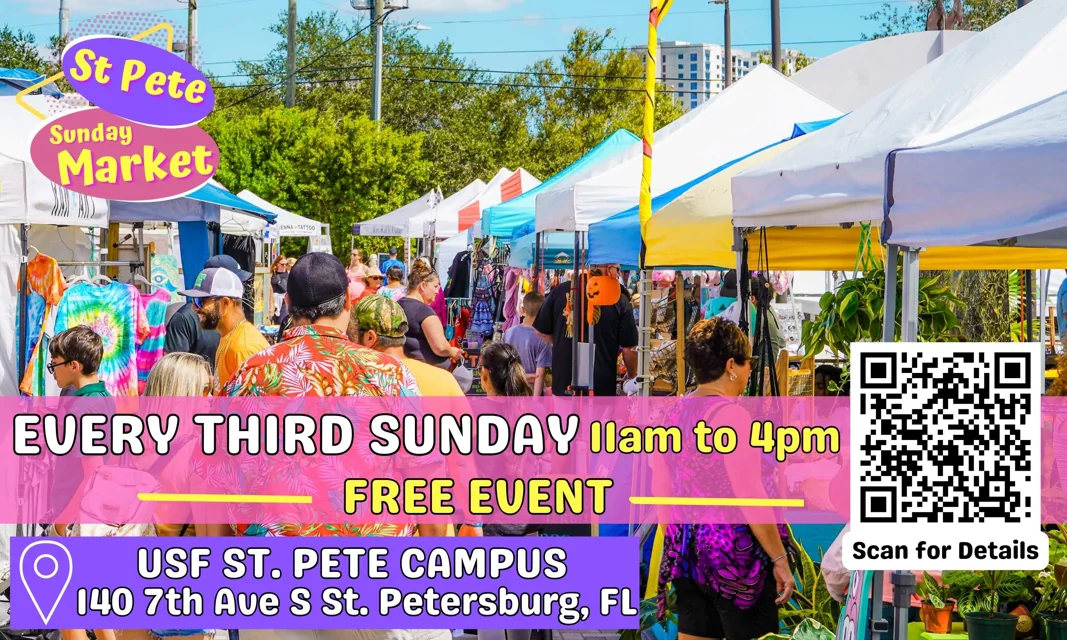 St Pete
Sunday
Market
EVERY THIRD SUNDAY 11am to 4pm
FREE EVENT
USF ST. PETE CAMPUS
140 7th Ave S St. Petersburg, FL
Scan for Details